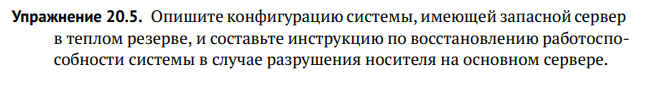 Упражнение 20.5. Опишите конфигурацию системы, имеющей запасной сервер
в теплом резерве, и составьте инструкцию по восстановлению работоспо-
собности системы в случае разрушения носителя на основном сервере.